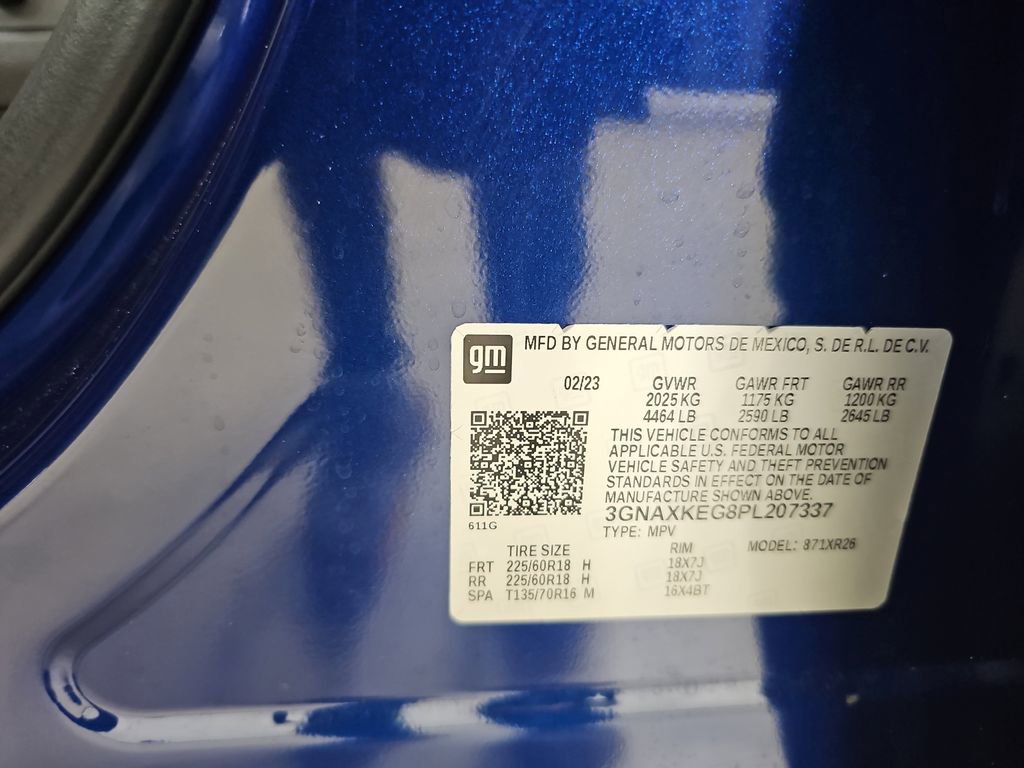 gm MFD BY GENERAL MOTORS DE MEXICO, S. DE R.L. DE C.V.
02/23 GVWR GAWR FRT GAWR RR
2025 KG 1175 KG 1200 KG
4464 LB 2590 LB 2645 LB
THIS VEHICLE CONFORMS TO ALL
APPLICABLE U.S. FEDERAL MOTOR
VEHICLE SAFETY AND THEFT PREVENTION
STANDARDS IN EFFECT ON THE DATE OF
MANUFACTURE SHOWN ABOVE.
3GNAXKEG8PL207337
611G
TYPE: MPV
TIRE SIZE RIM MODEL: 871XR26
FRT 225/60R18 H 18X7J
RR 225/60R18 H 18X7J
SPA T135/70R16 M 16X4BT